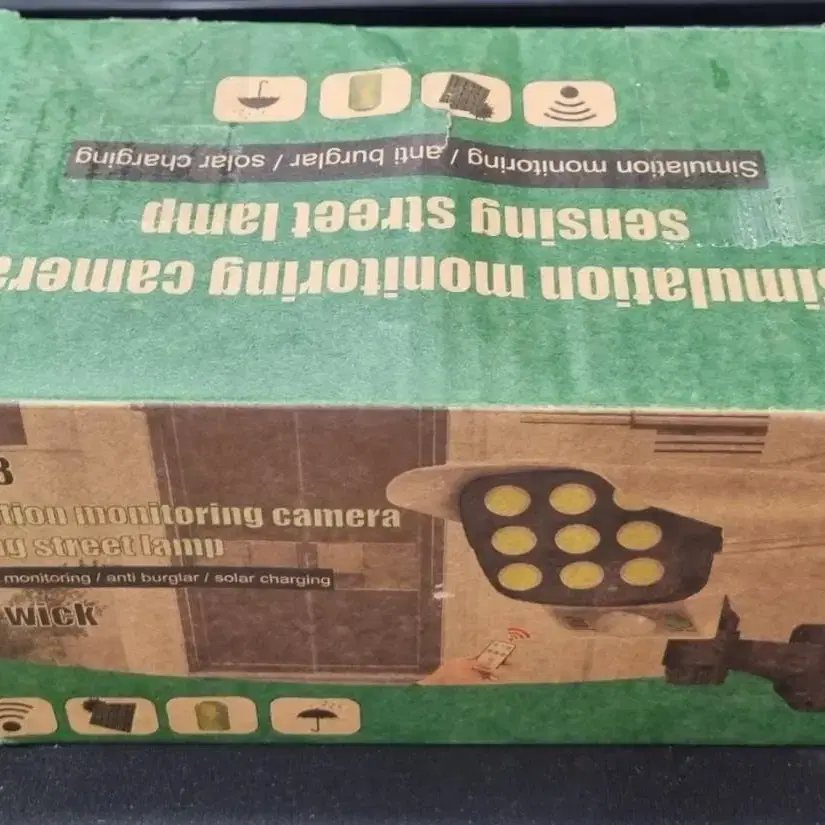 Simulation monitoring camera
sensing street lamp
Simulation monitoring / anti burglar / solar charging
monitoring camera
street lamp
monitoring / anti burglar / solar charging
wick